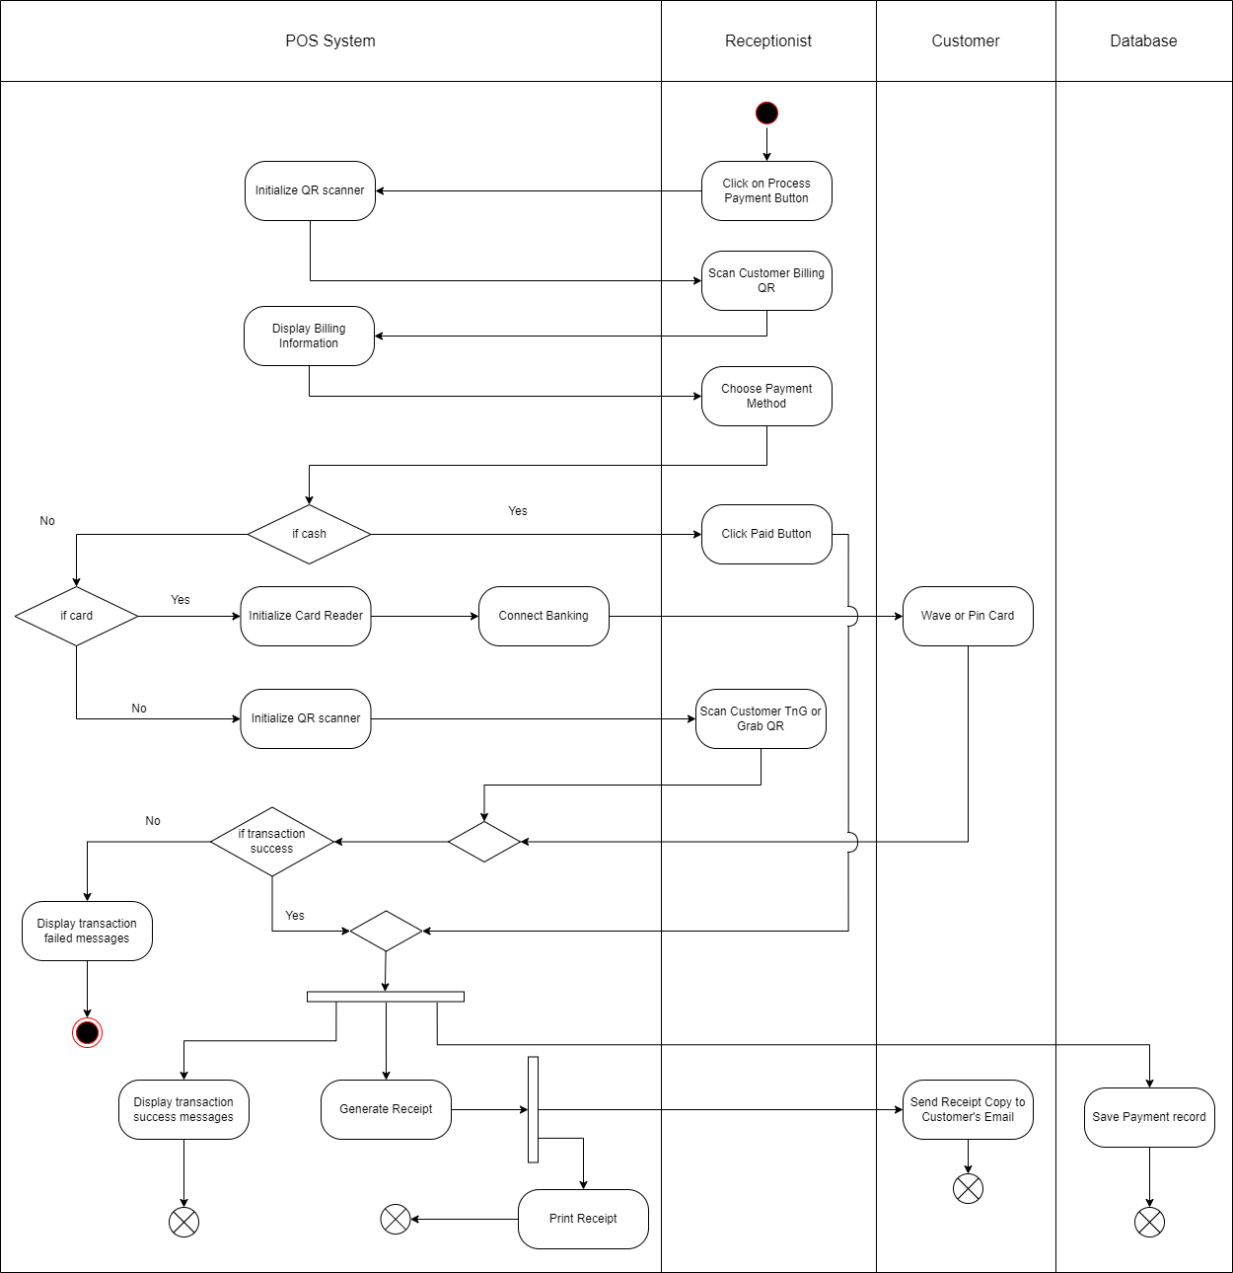 POS System
Receptionist
Customer
Database
Click on Process
Payment Button
Initialize QR scanner
Scan Customer Billing
QR
Display Billing
Information
Choose Payment
Method
No
Yes
if cash
Click Paid Button
if card
Yes
Initialize Card Reader
Connect Banking
Wave or Pin Card
No
Initialize QR scanner
Scan Customer TnG or
Grab QR
No
if transaction
success
Yes
Display transaction
failed messages
Display transaction
success messages
Generate Receipt
Send Receipt Copy to
Customer's Email
Save Payment record
Print Receipt